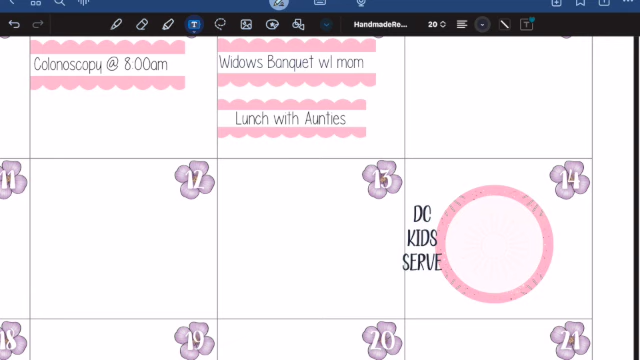 HandmadeRe... 20
Colonoscopy @ 8:00am
Widows Banquet w/ mom
Lunch with Aunties
11
12
13
14
DC
KIDS
SERVE
18
19
20
21